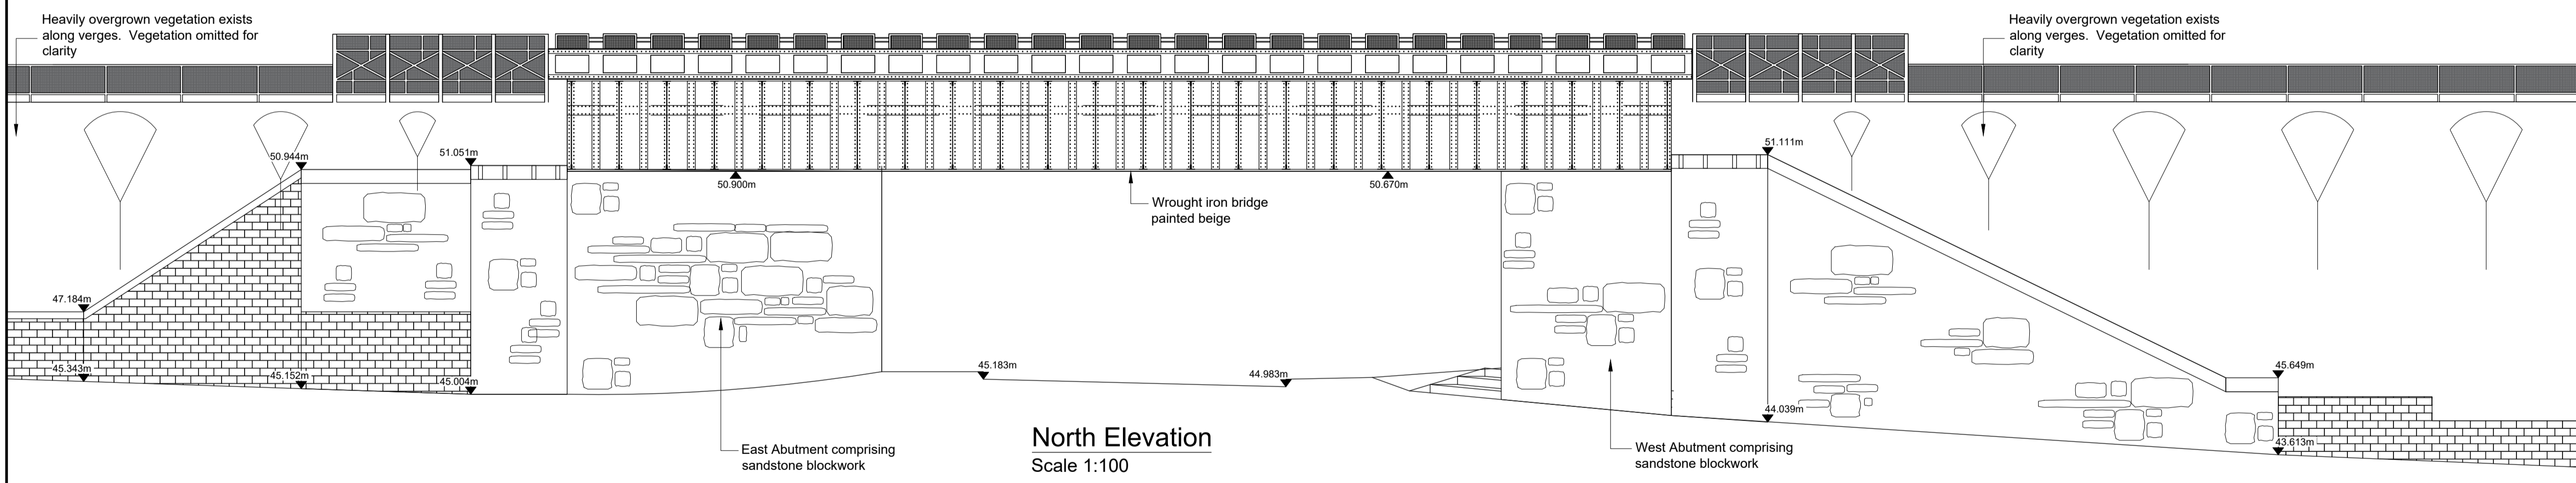 Heavily overgrown vegetation exists
along verges.  Vegetation omitted for
clarity
Heavily overgrown vegetation exists
along verges.  Vegetation omitted for
clarity
50.944m
51.051m
51.111m
50.900m
50.670m
Wrought iron bridge
painted beige
47.184m
45.343m
45.152m
45.004m
45.183m
44.983m
45.649m
44.039m
43.613m
East Abutment comprising
sandstone blockwork
North Elevation
Scale 1:100
West Abutment comprising
sandstone blockwork